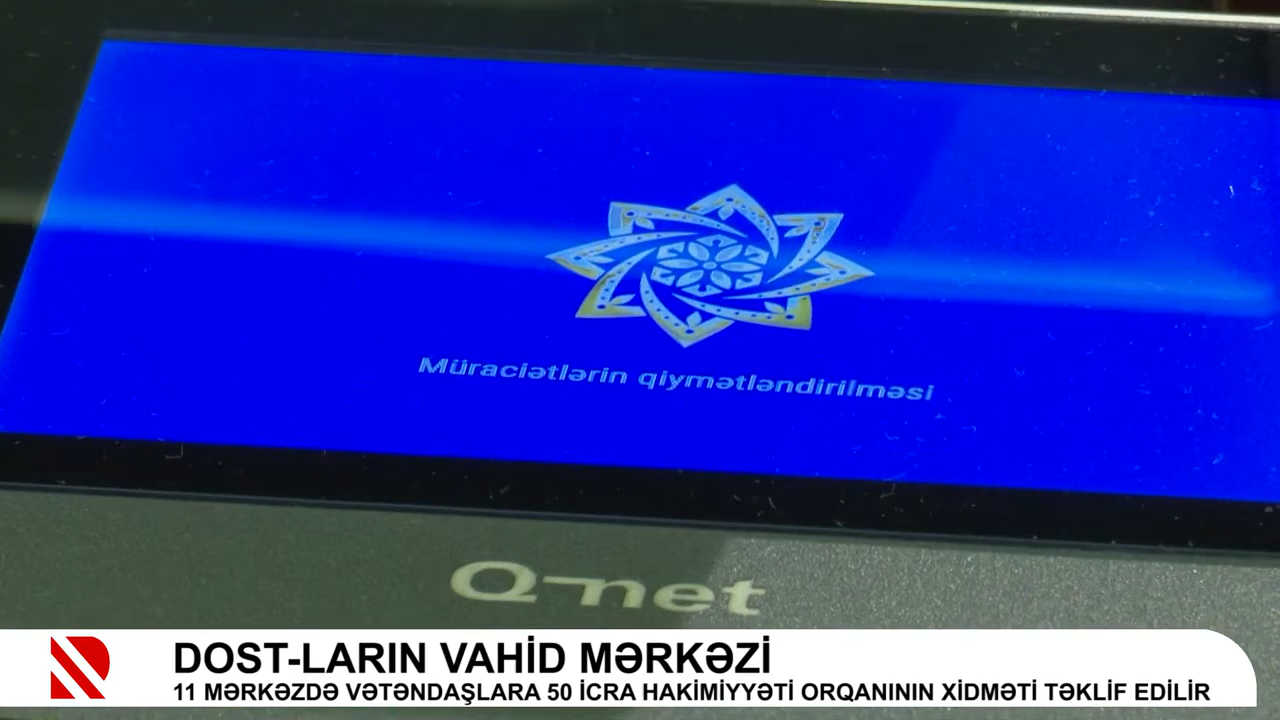 Müraciətlərin qiymətləndirilməsi
Q-net
DOST-LARIN VAHİD MƏRKƏZİ
11 MƏRKƏZDƏ VƏTƏNDAŞLARA 50 İCRA HAKİMİYYƏTİ ORQANININ XİDMƏTİ TƏKLİF EDİLİR